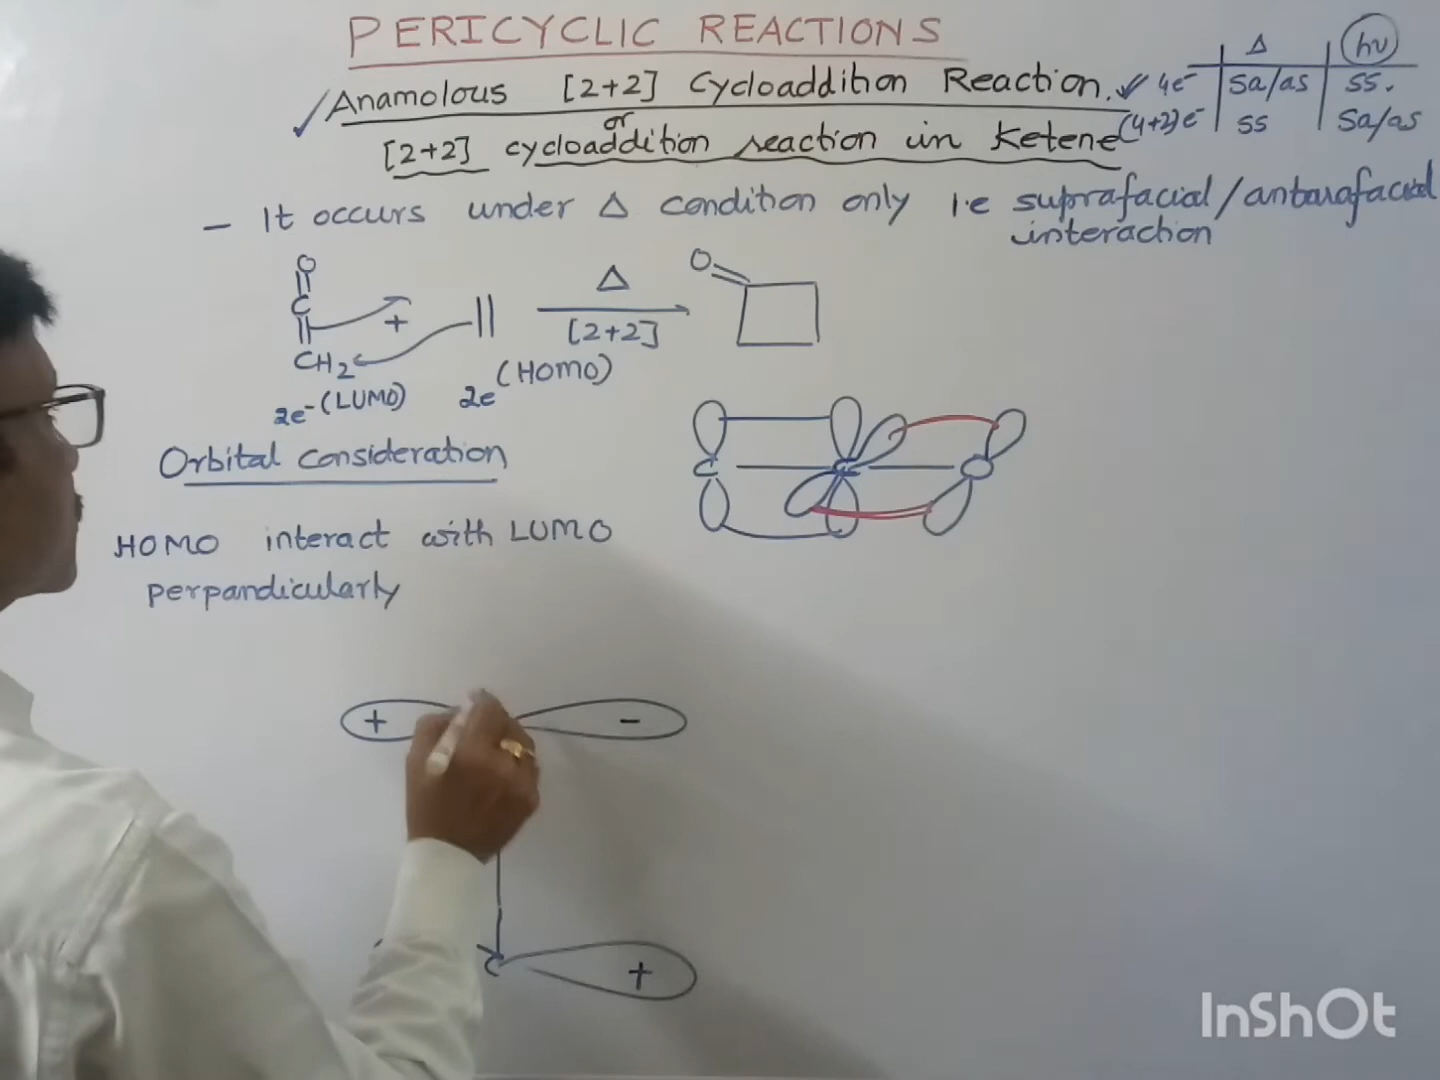 PERICYCLIC REACTIONS
Anamolous [2+2] Cycloaddition Reaction.
or
[2+2] cycloaddition reaction in Ketene
Δ hν
4e⁻ sa/as ss.
(4+2)e⁻ ss sa/as
– It occurs under Δ condition only i.e suprafacial/antarafacial
interaction
O
C
CH₂
+
Δ
[2+2]
O
2e⁻(LUMO)
2e (HOMO)
Orbital consideration
C C O
HOMO interact with LUMO
perpandicularly
+ -
C +
InShOt